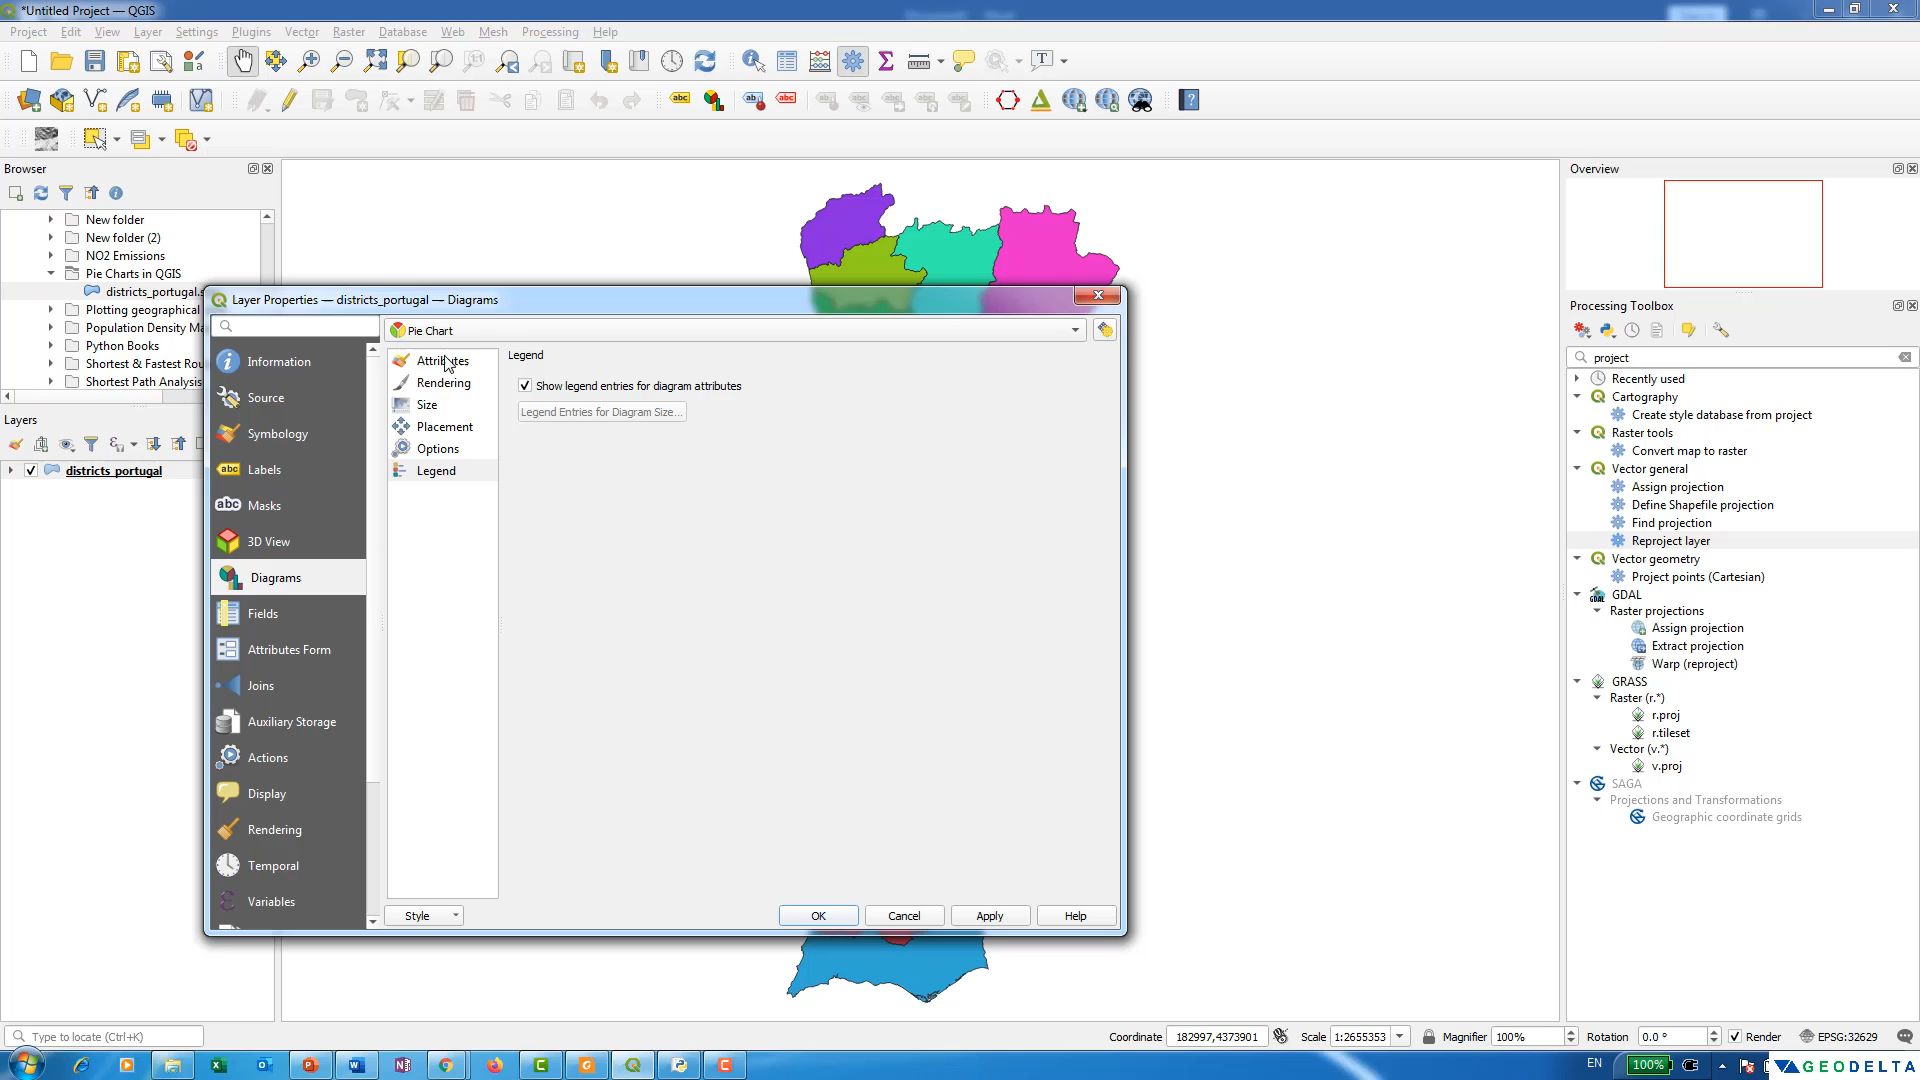 *Untitled Project — QGIS
Project Edit View Layer Settings Plugins Vector Raster Database Web Mesh Processing Help
Browser
New folder
New folder (2)
NO2 Emissions
Pie Charts in QGIS
districts_portugal.s
Plotting geographical
Population Density Ma
Python Books
Shortest & Fastest Rou
Shortest Path Analysis
Layers
districts_portugal
Type to locate (Ctrl+K)
Layer Properties — districts_portugal — Diagrams
Information
Source
Symbology
abc Labels
abc Masks
3D View
Diagrams
Fields
Attributes Form
Joins
Auxiliary Storage
Actions
Display
Rendering
Temporal
Variables
Pie Chart
Attributes
Rendering
Size
Placement
Options
Legend
Legend
Show legend entries for diagram attributes
Legend Entries for Diagram Size...
Style
OK
Cancel
Apply
Help
Overview
Processing Toolbox
project
Recently used
Cartography
Create style database from project
Raster tools
Convert map to raster
Vector general
Assign projection
Define Shapefile projection
Find projection
Reproject layer
Vector geometry
Project points (Cartesian)
GDAL
Raster projections
Assign projection
Extract projection
Warp (reproject)
GRASS
Raster (r.*)
r.proj
r.tileset
Vector (v.*)
v.proj
SAGA
Projections and Transformations
Geographic coordinate grids
Coordinate 182997,4373901 Scale 1:2655353 Magnifier 100% Rotation 0.0 ° Render EPSG:32629
EN 100% GEODELTA